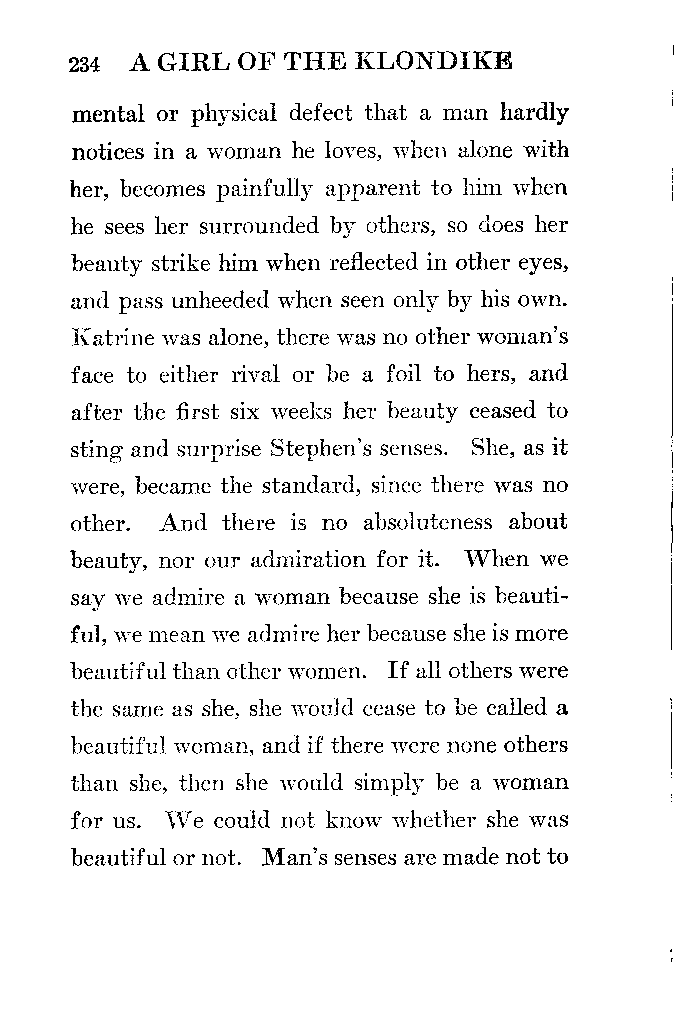 234 A GIRL OF THE KLONDIKE
mental or physical defect that a man hardly
notices in a woman he loves, when alone with
her, becomes painfully apparent to him when
he sees her surrounded by others, so does her
beauty strike him when reflected in other eyes,
and pass unheeded when seen only by his own.
Katrine was alone, there was no other woman's
face to either rival or be a foil to hers, and
after the first six weeks her beauty ceased to
sting and surprise Stephen's senses. She, as it
were, became the standard, since there was no
other. And there is no absoluteness about
beauty, nor our admiration for it. When we
say we admire a woman because she is beauti-
ful, we mean we admire her because she is more
beautiful than other women. If all others were
the same as she, she would cease to be called a
beautiful woman, and if there were none others
than she, then she would simply be a woman
for us. We could not know whether she was
beautiful or not. Man's senses are made not to